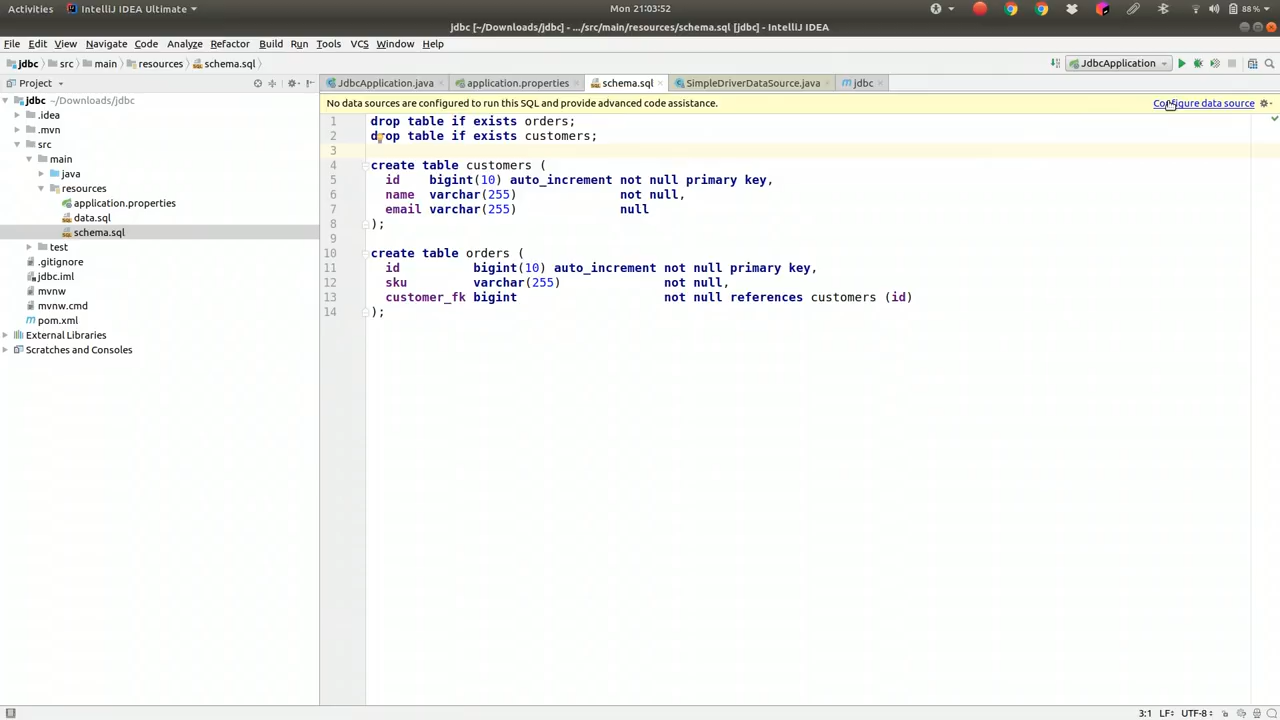 Activities IntelliJ IDEA Ultimate Mon 21:03:52 88%
jdbc [~/Downloads/jdbc] - .../src/main/resources/schema.sql [jdbc] - IntelliJ IDEA
File Edit View Navigate Code Analyze Refactor Build Run Tools VCS Window Help
jdbc src main resources schema.sql JdbcApplication
Project JdbcApplication.java application.properties schema.sql SimpleDriverDataSource.java jdbc
No data sources are configured to run this SQL and provide advanced code assistance. Configure data source
jdbc ~/Downloads/jdbc
.idea
.mvn
src
main
java
resources
application.properties
data.sql
schema.sql
test
.gitignore
jdbc.iml
mvnw
mvnw.cmd
pom.xml
External Libraries
Scratches and Consoles
1 drop table if exists orders;
2 drop table if exists customers;
3
4 create table customers (
5 id bigint(10) auto_increment not null primary key,
6 name varchar(255) not null,
7 email varchar(255) null
8 );
9
10 create table orders (
11 id bigint(10) auto_increment not null primary key,
12 sku varchar(255) not null,
13 customer_fk bigint not null references customers (id)
14 );
3:1 LF UTF-8